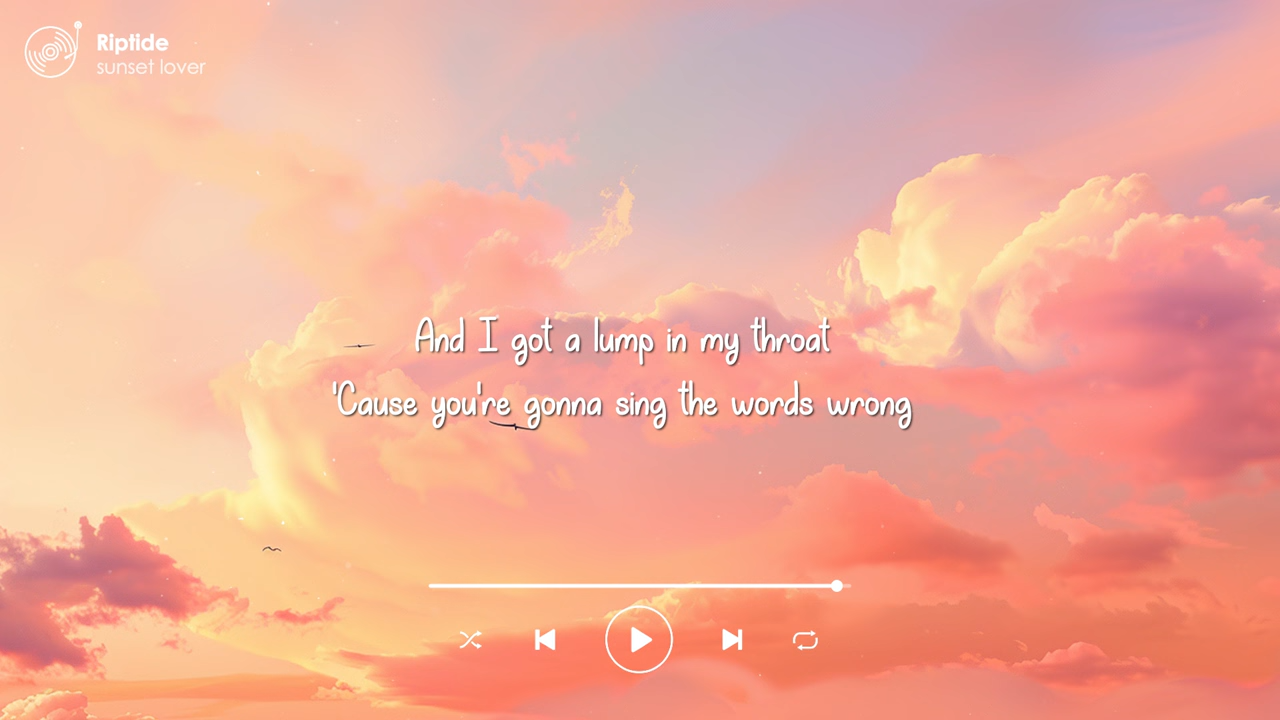 Riptide
sunset lover
And I got a lump in my throat
'Cause you're gonna sing the words wrong